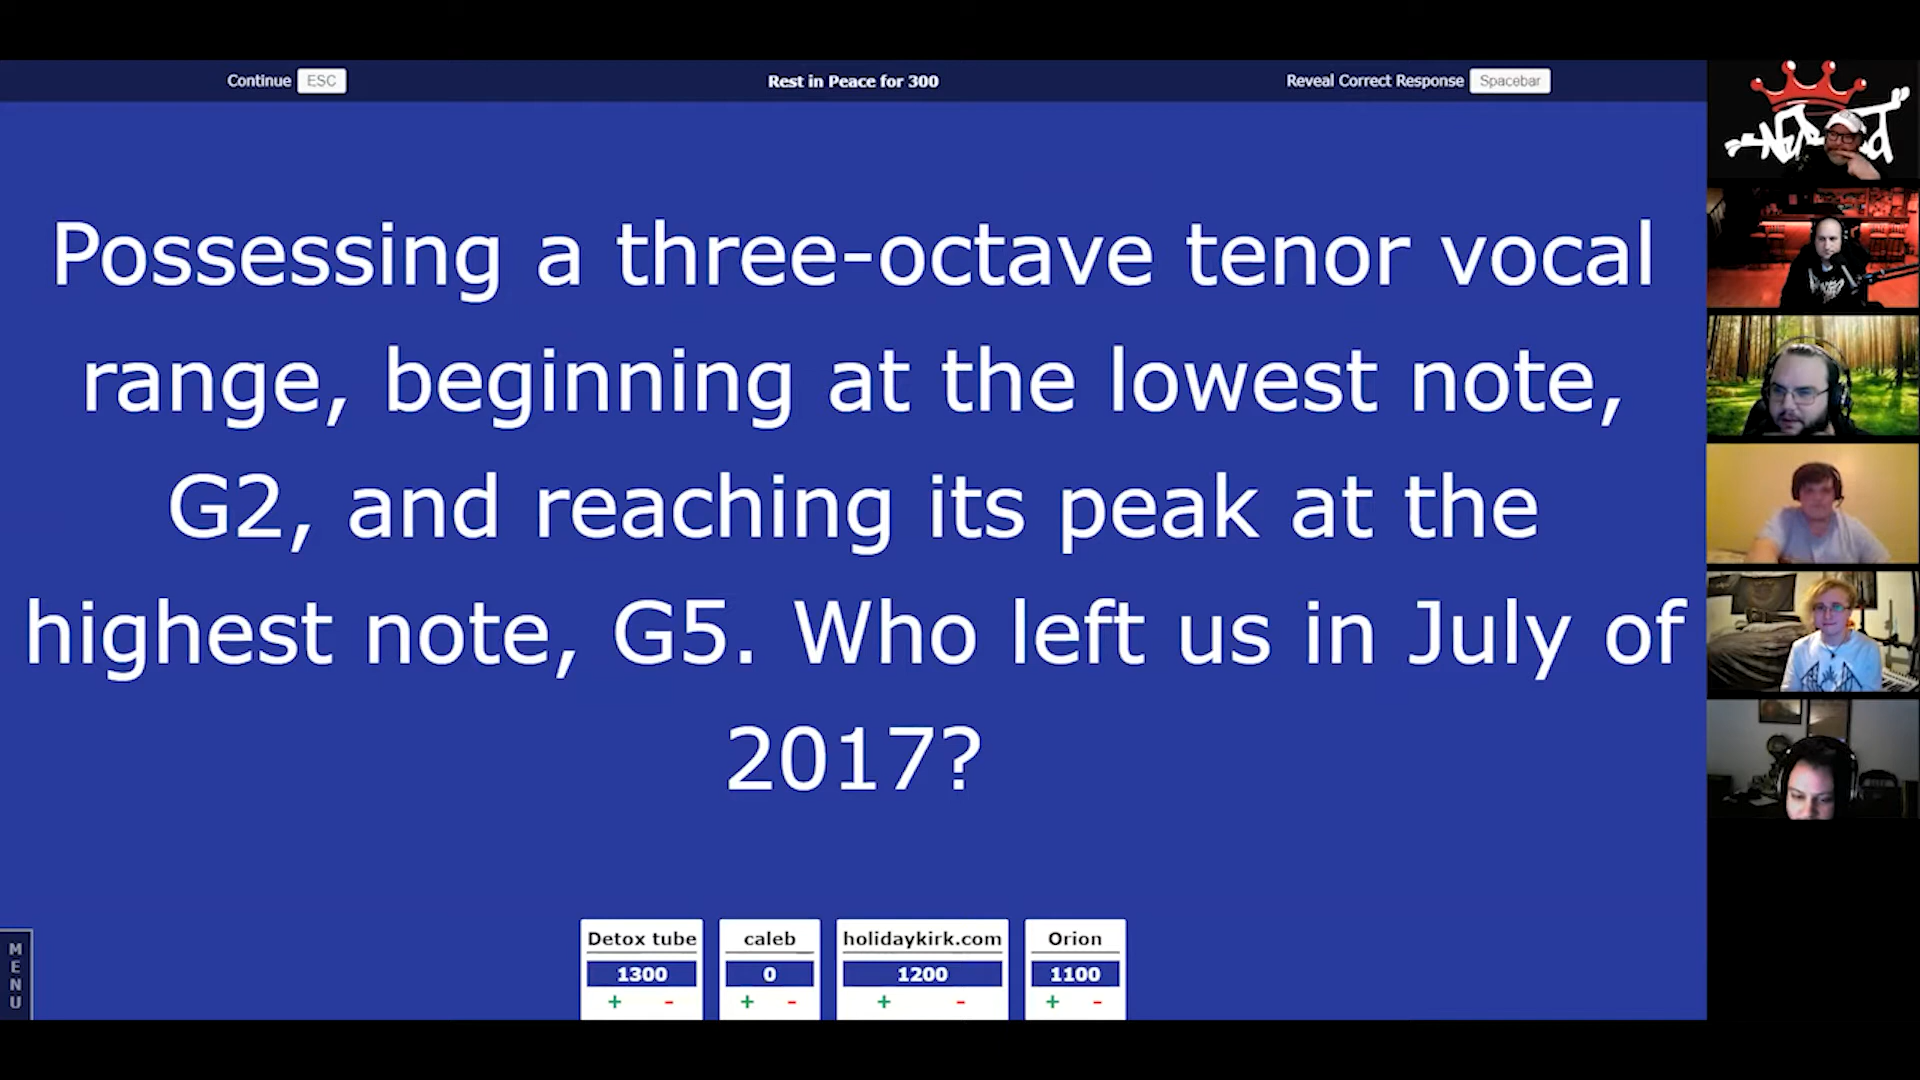 Continue ESC Rest in Peace for 300 Reveal Correct Response Spacebar
Possessing a three-octave tenor vocal
range, beginning at the lowest note,
G2, and reaching its peak at the
highest note, G5. Who left us in July of
2017?
MENU
Detox tube caleb holidaykirk.com Orion
1300 0 1200 1100
+ - + - + - + -